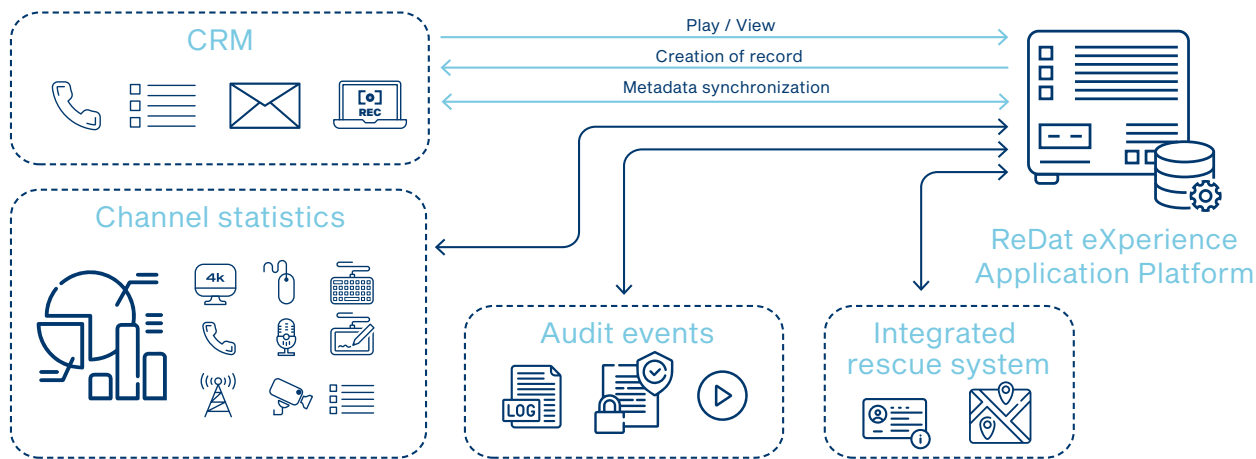 CRM
REC
Play / View
Creation of record
Metadata synchronization
ReDat eXperience
Application Platform
Channel statistics
4k
Audit events
LOG
Integrated
rescue system
i